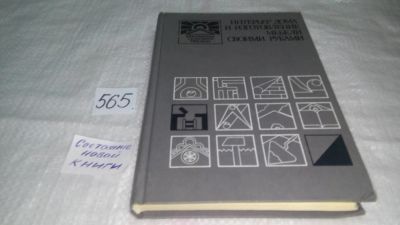 ИНТЕРЬЕР ДОМА
И ИЗГОТОВЛЕНИЕ
МЕБЕЛИ
СВОИМИ РУКАМИ
565.
Состояние
новой
книги